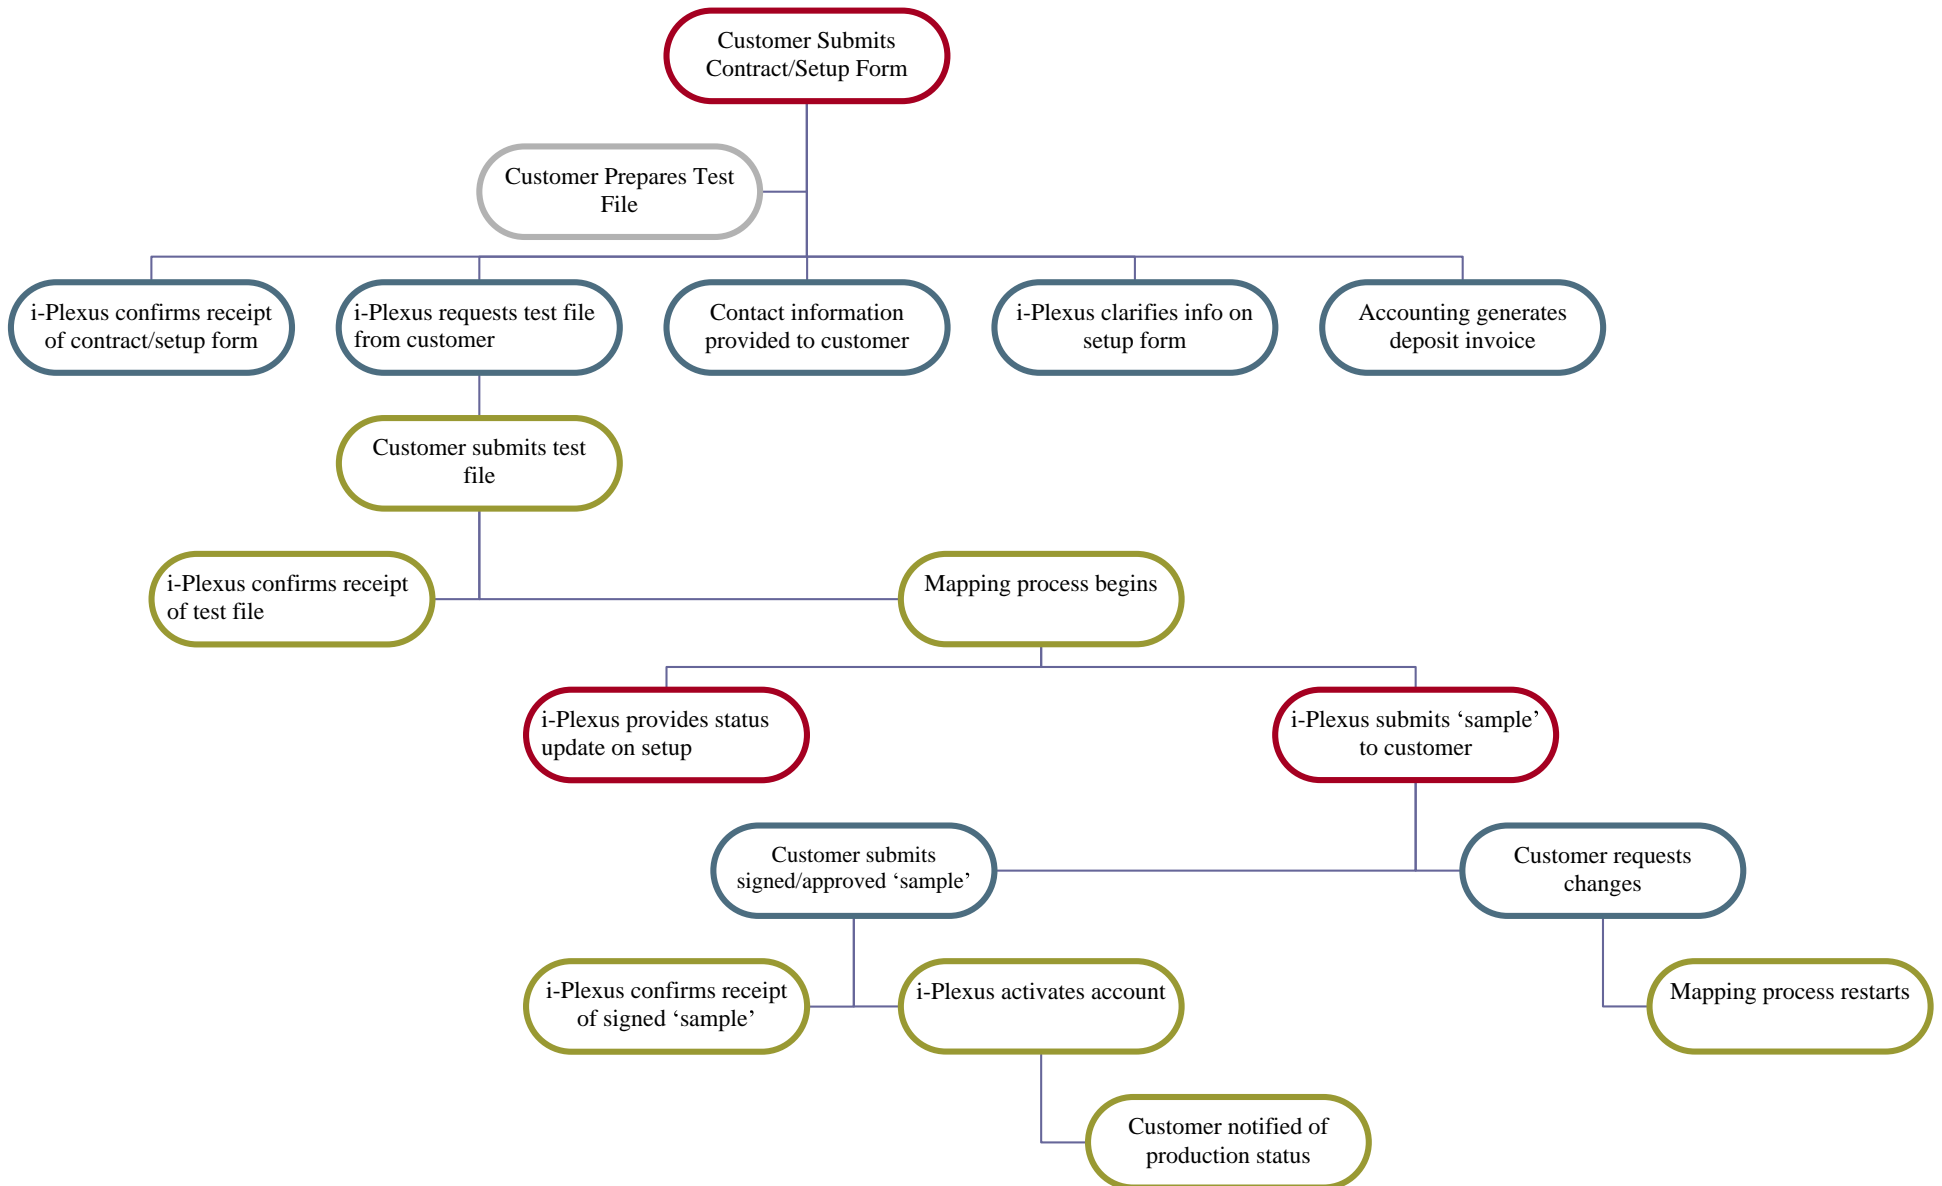 Customer Submits
Contract/Setup Form
Customer Prepares Test
File
i-Plexus confirms receipt
of contract/setup form
i-Plexus requests test file
from customer
Contact information
provided to customer
i-Plexus clarifies info on
setup form
Accounting generates
deposit invoice
Customer submits test
file
i-Plexus confirms receipt
of test file
Mapping process begins
i-Plexus provides status
update on setup
i-Plexus submits ‘sample’
to customer
Customer submits
signed/approved ‘sample’
Customer requests
changes
i-Plexus confirms receipt
of signed ‘sample’
i-Plexus activates account
Mapping process restarts
Customer notified of
production status